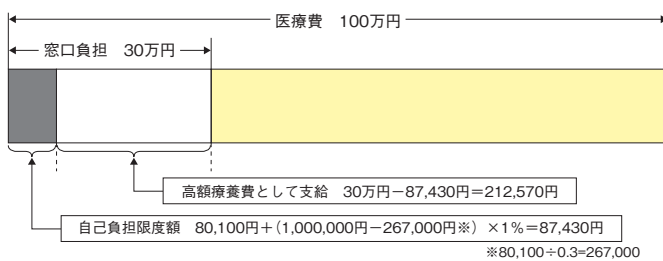 医療費 100万円
窓口負担 30万円
高額療養費として支給 30万円−87,430円=212,570円
自己負担限度額 80,100円+(1,000,000円−267,000円※)×1%=87,430円
※80,100÷0.3=267,000